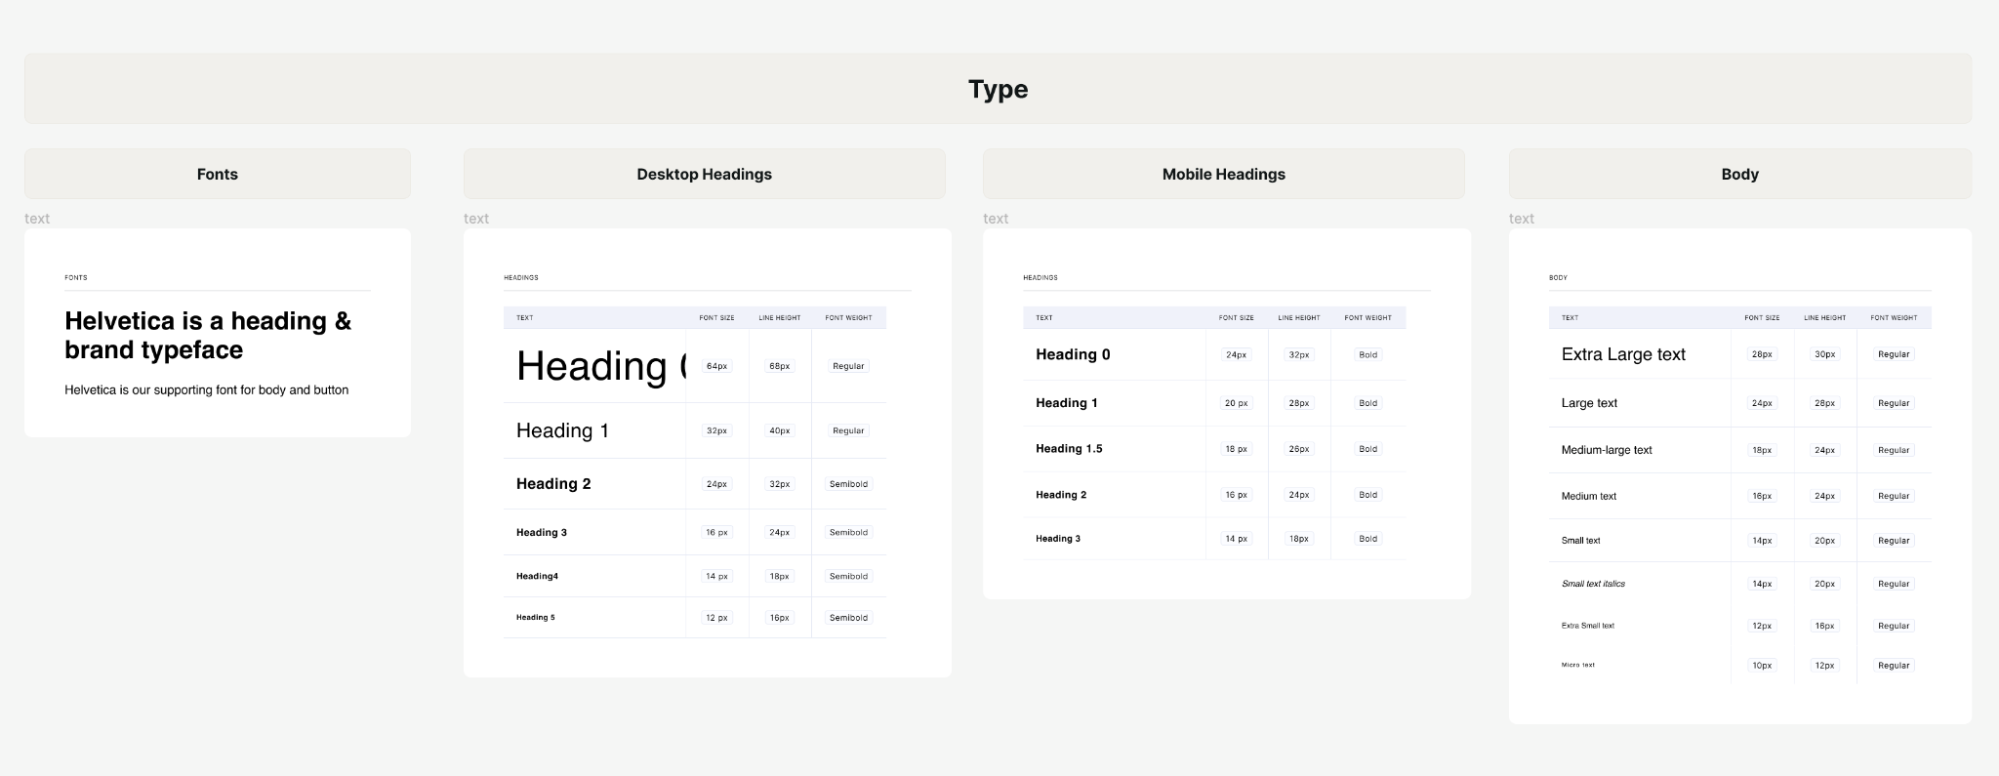 Type
Fonts
text
FONTS
Helvetica is a heading &
brand typeface
Helvetica is our supporting font for body and button
Desktop Headings
text
HEADINGS
TEXT FONT SIZE LINE HEIGHT FONT WEIGHT
Heading 64px 68px Regular
Heading 1 32px 40px Regular
Heading 2 24px 32px Semibold
Heading 3 16 px 24px Semibold
Heading4 14 px 18px Semibold
Heading 5 12 px 16px Semibold
Mobile Headings
text
HEADINGS
TEXT FONT SIZE LINE HEIGHT FONT WEIGHT
Heading 0 24px 32px Bold
Heading 1 20 px 28px Bold
Heading 1.5 18 px 26px Bold
Heading 2 16 px 24px Bold
Heading 3 14 px 18px Bold
Body
text
BODY
TEXT FONT SIZE LINE HEIGHT FONT WEIGHT
Extra Large text 28px 30px Regular
Large text 24px 28px Regular
Medium-large text 18px 24px Regular
Medium text 16px 24px Regular
Small text 14px 20px Regular
Small text italics 14px 20px Regular
Extra Small text 12px 16px Regular
Micro text 10px 12px Regular